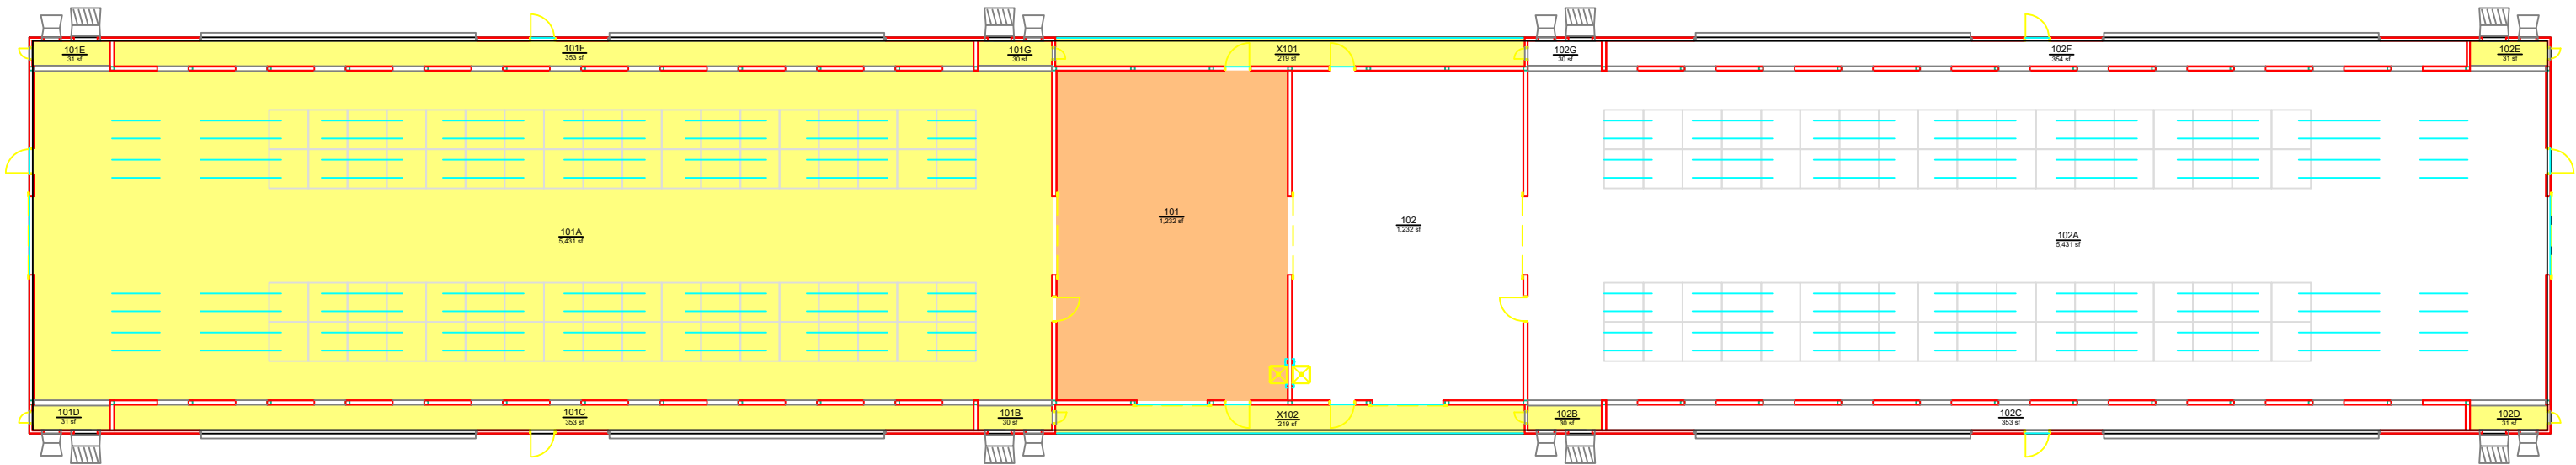 101E
31 sf
101F
353 sf
101G
30 sf
X101
219 sf
102G
30 sf
102F
354 sf
102E
31 sf
101A
5,431 sf
101
1,232 sf
102
1,232 sf
102A
5,431 sf
101D
31 sf
101C
353 sf
101B
30 sf
X102
219 sf
102B
30 sf
102C
353 sf
102D
31 sf